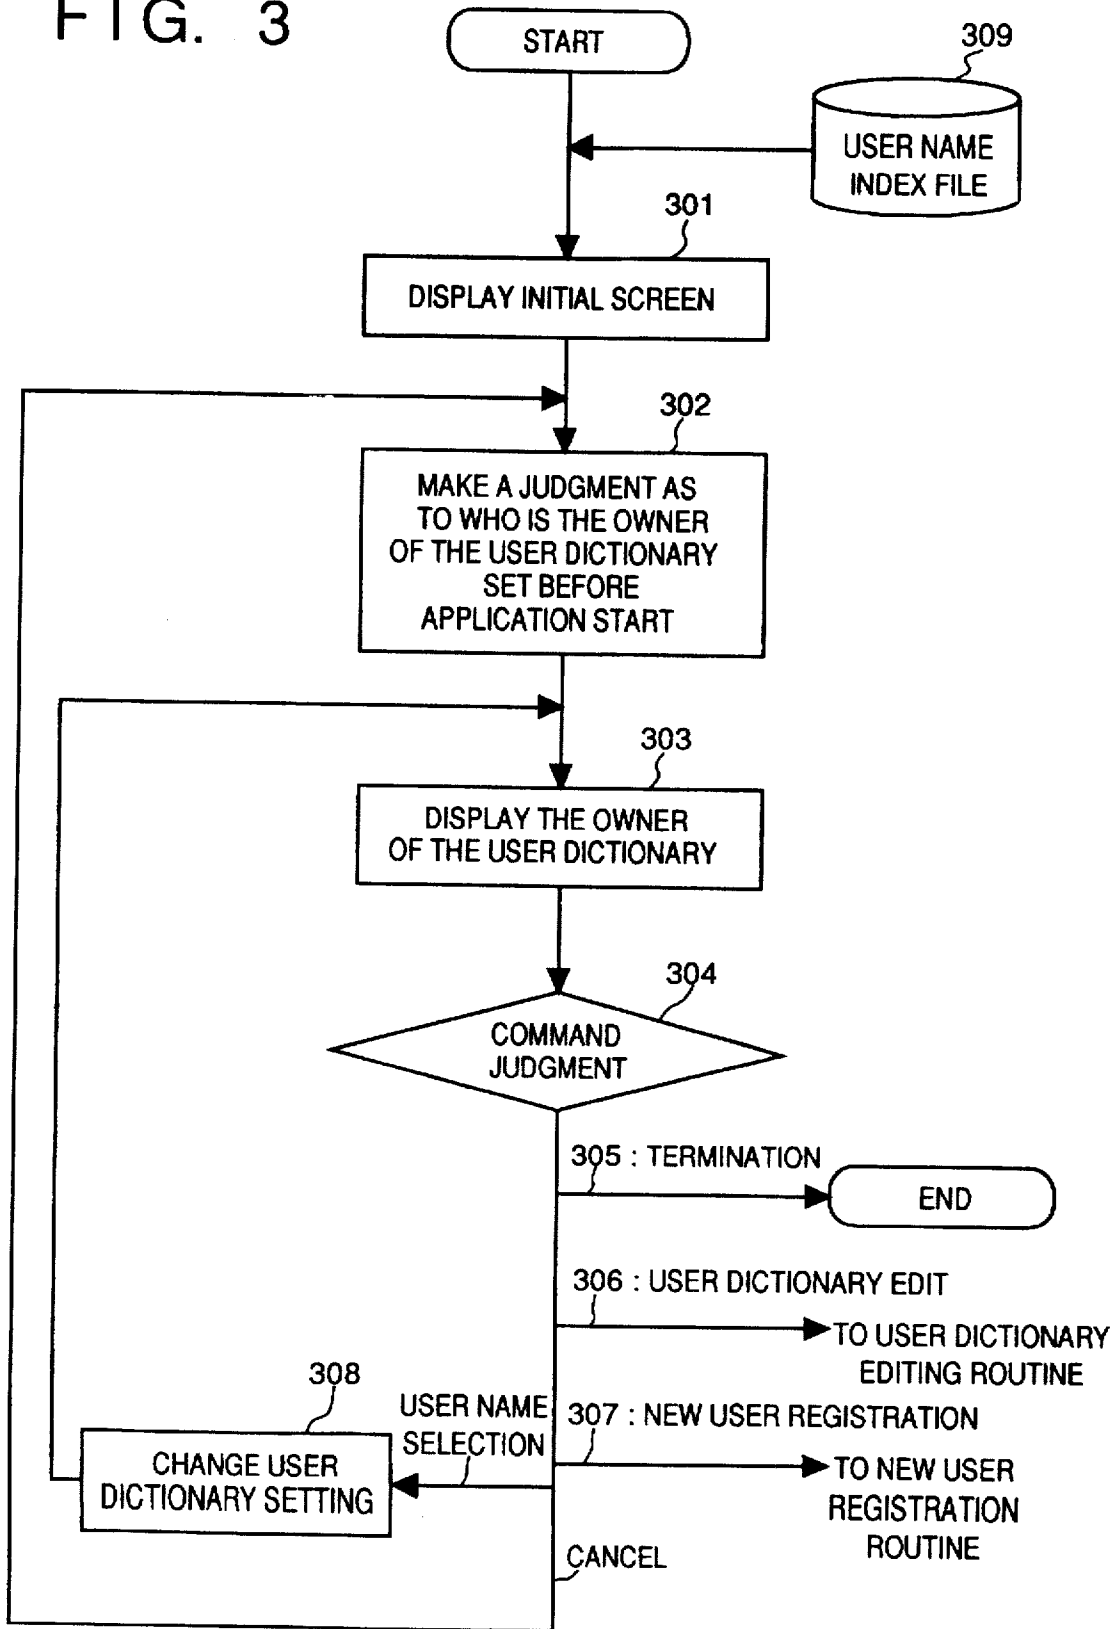 FIG. 3
START
309
USER NAME
INDEX FILE
301
DISPLAY INITIAL SCREEN
302
MAKE A JUDGMENT AS
TO WHO IS THE OWNER
OF THE USER DICTIONARY
SET BEFORE
APPLICATION START
303
DISPLAY THE OWNER
OF THE USER DICTIONARY
304
COMMAND
JUDGMENT
305 : TERMINATION
END
306 : USER DICTIONARY EDIT
TO USER DICTIONARY
EDITING ROUTINE
308
CHANGE USER
DICTIONARY SETTING
USER NAME
SELECTION
307 : NEW USER REGISTRATION
TO NEW USER
REGISTRATION
ROUTINE
CANCEL